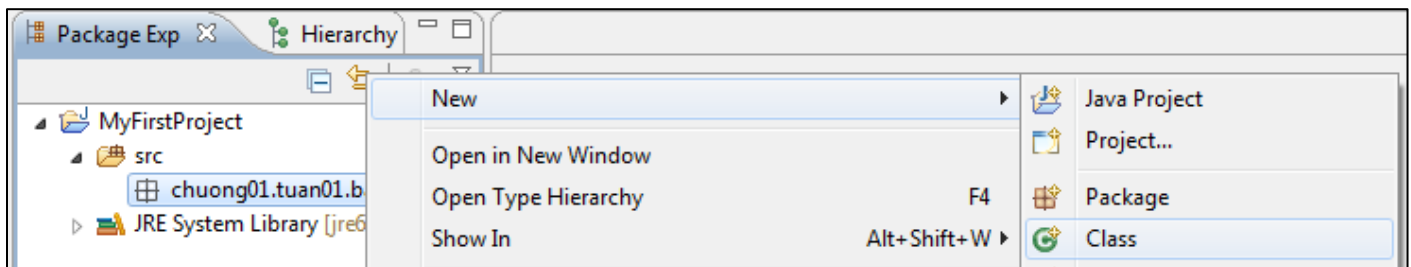 Package Exp Hierarchy
New Java Project
MyFirstProject Project...
src Open in New Window
chuong01.tuan01.b Open Type Hierarchy F4 Package
JRE System Library [jre6 Show In Alt+Shift+W Class